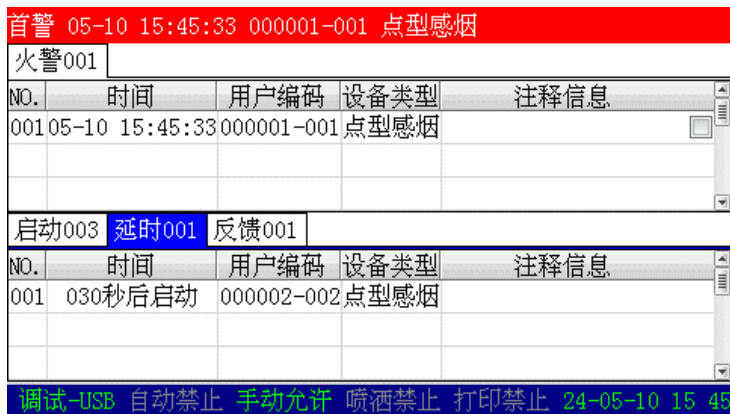 首警 05-10 15:45:33 000001-001 点型感烟
火警001
NO. 时间 用户编码 设备类型 注释信息
001 05-10 15:45:33 000001-001 点型感烟
启动003 延时001 反馈001
NO. 时间 用户编码 设备类型 注释信息
001 030秒后启动 000002-002 点型感烟
调试-USB 自动禁止 手动允许 喷洒禁止 打印禁止 24-05-10 15 45